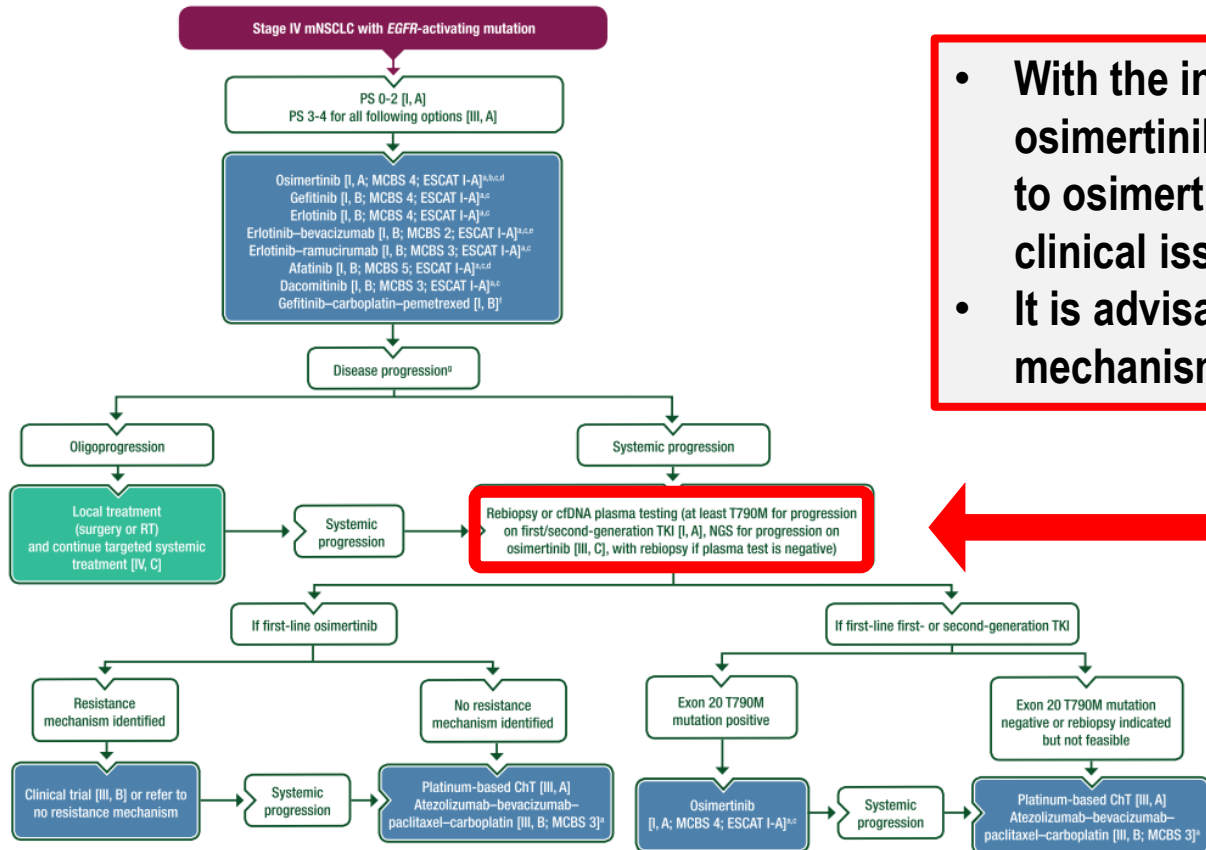 Stage IV mNSCLC with EGFR-activating mutation
PS 0-2 [I, A]
PS 3-4 for all following options [III, A]
Osimertinib [I, A; MCBS 4; ESCAT I-A]a,b,c,d
Gefitinib [I, B; MCBS 4; ESCAT I-A]a,c
Erlotinib [I, B; MCBS 4; ESCAT I-A]a,c
Erlotinib–bevacizumab [I, B; MCBS 2; ESCAT I-A]a,c,e
Erlotinib–ramucirumab [I, B; MCBS 3; ESCAT I-A]a,c
Afatinib [I, B; MCBS 5; ESCAT I-A]a,c,d
Dacomitinib [I, B; MCBS 3; ESCAT I-A]a,c
Gefitinib–carboplatin–pemetrexed [I, B]f
Disease progressiong
Oligoprogression
Systemic progression
Local treatment
(surgery or RT)
and continue targeted systemic
treatment [IV, C]
Systemic
progression
Rebiopsy or cfDNA plasma testing (at least T790M for progression
on first/second-generation TKI [I, A], NGS for progression on
osimertinib [III, C], with rebiopsy if plasma test is negative)
If first-line osimertinib
If first-line first- or second-generation TKI
Resistance
mechanism identified
No resistance
mechanism identified
Exon 20 T790M
mutation positive
Exon 20 T790M mutation
negative or rebiopsy indicated
but not feasible
Clinical trial [III, B] or refer to
no resistance mechanism
Systemic
progression
Platinum-based ChT [III, A]
Atezolizumab–bevacizumab–
paclitaxel–carboplatin [III, B; MCBS 3]a
Osimertinib
[I, A; MCBS 4; ESCAT I-A]a,c
Systemic
progression
Platinum-based ChT [III, A]
Atezolizumab–bevacizumab–
paclitaxel–carboplatin [III, B; MCBS 3]a
• With the
to
clinical
• It is